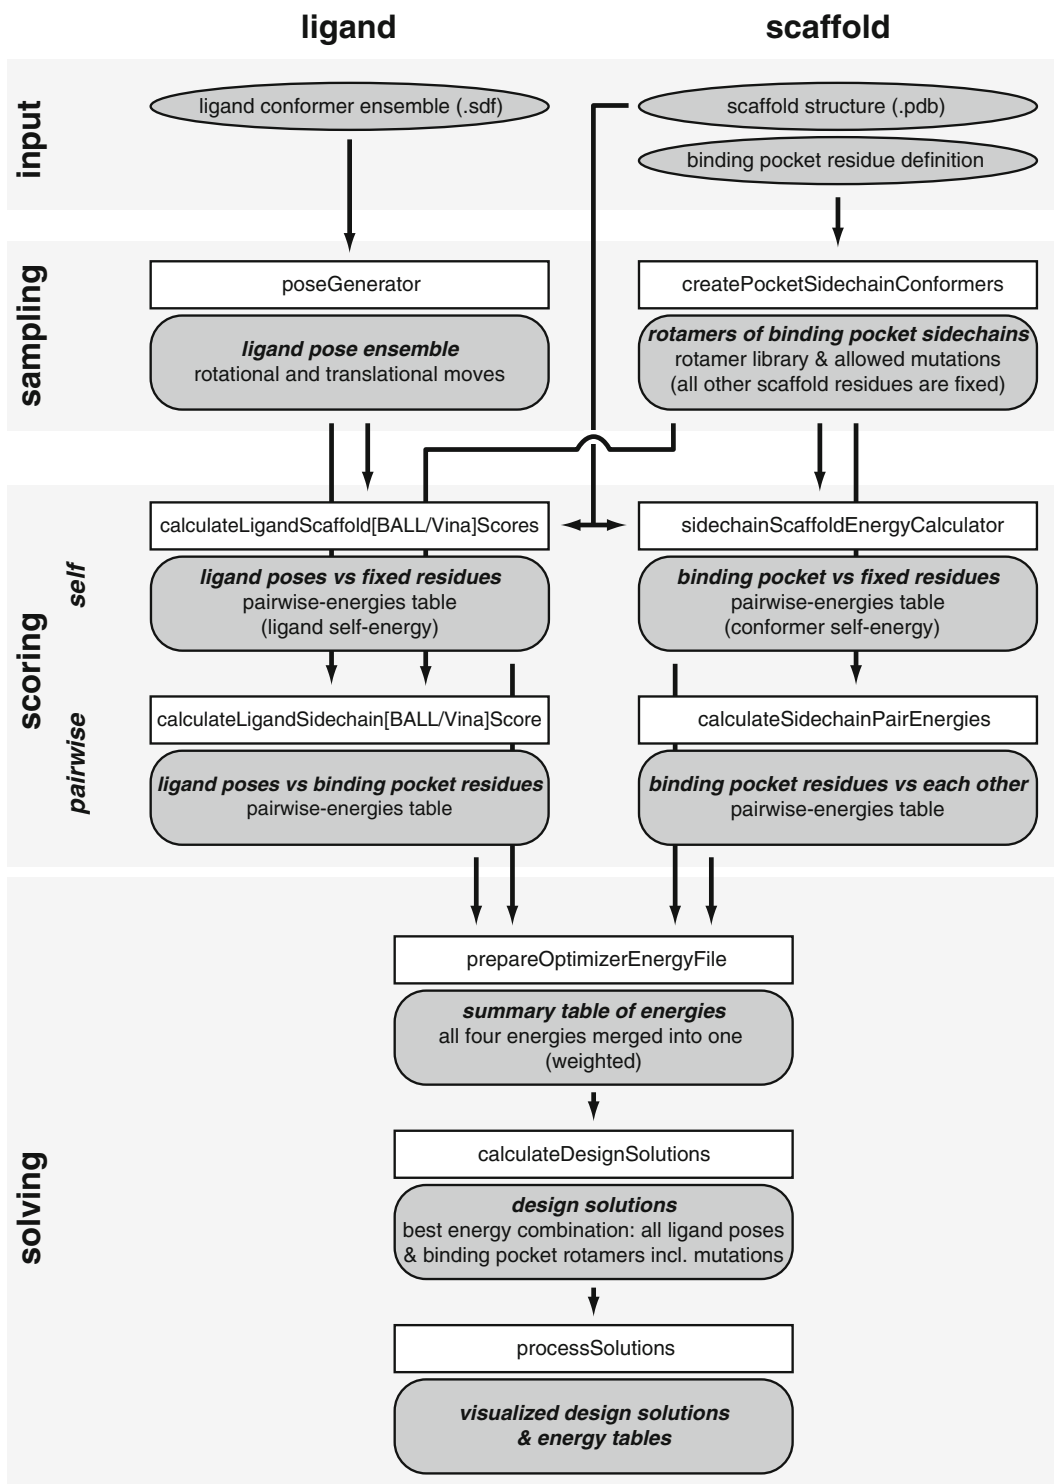 ligand
scaffold
input
ligand conformer ensemble (.sdf)
scaffold structure (.pdb)
binding pocket residue definition
sampling
poseGenerator
createPocketSidechainConformers
ligand pose ensemble
rotational and translational moves
rotamers of binding pocket sidechains
rotamer library & allowed mutations
(all other scaffold residues are fixed)
scoring
self
calculateLigandScaffold[BALL/Vina]Scores
sidechainScaffoldEnergyCalculator
ligand poses vs fixed residues
pairwise-energies table
(ligand self-energy)
binding pocket vs fixed residues
pairwise-energies table
(conformer self-energy)
pairwise
calculateLigandSidechain[BALL/Vina]Score
calculateSidechainPairEnergies
ligand poses vs binding pocket residues
pairwise-energies table
binding pocket residues vs each other
pairwise-energies table
solving
prepareOptimizerEnergyFile
summary table of energies
all four energies merged into one
(weighted)
calculateDesignSolutions
design solutions
best energy combination: all ligand poses
& binding pocket rotamers incl. mutations
processSolutions
visualized design solutions
& energy tables